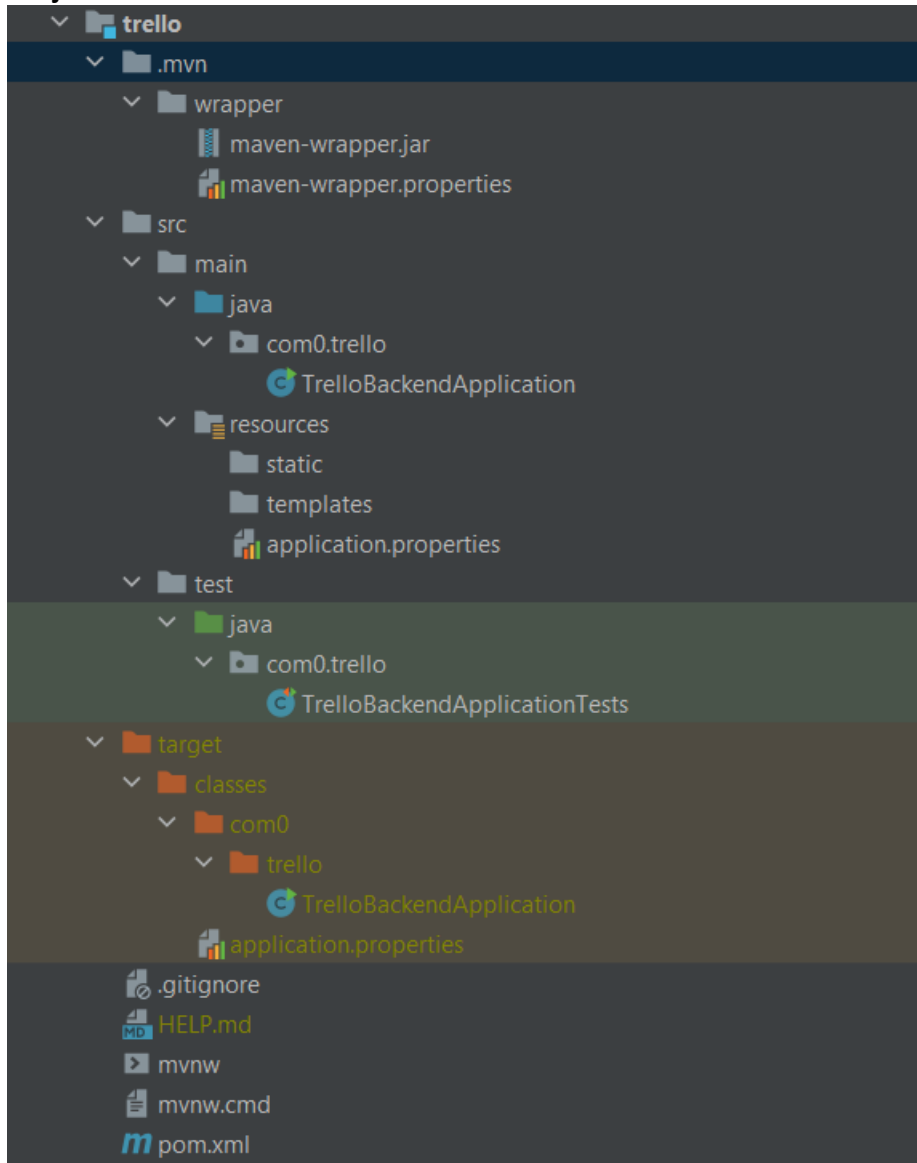 trello
.mvn
wrapper
maven-wrapper.jar
maven-wrapper.properties
src
main
java
com0.trello
C TrelloBackendApplication
resources
static
templates
application.properties
test
java
com0.trello
C TrelloBackendApplicationTests
target
classes
com0
trello
C TrelloBackendApplication
application.properties
.gitignore
MD HELP.md
mvnw
mvnw.cmd
m pom.xml